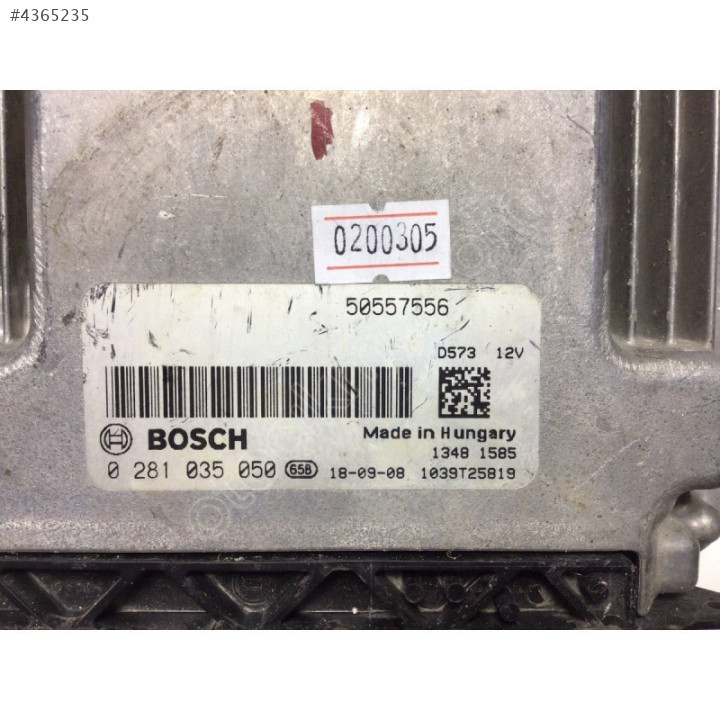 #4365235
0200305
50557556
D573 12V
BOSCH
Made in Hungary
1348 1585
0 281 035 050 658 18-09-08 1039T25819